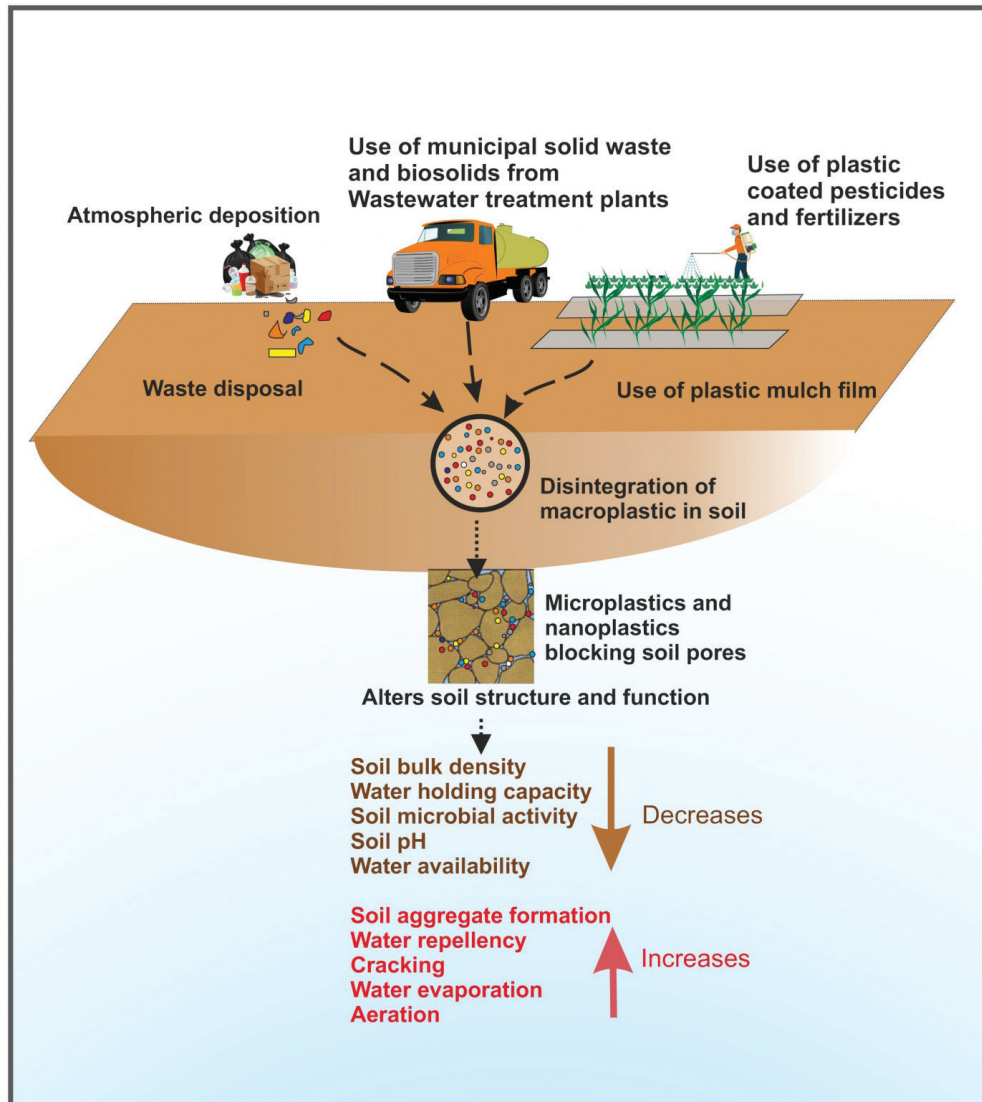 Atmospheric deposition
Use of municipal solid waste
and biosolids from
Wastewater treatment plants
Use of plastic
coated pesticides
and fertilizers
Waste disposal
Use of plastic mulch film
Disintegration of
macroplastic in soil
Microplastics and
nanoplastics
blocking soil pores
Alters soil structure and function
Soil bulk density
Water holding capacity
Soil microbial activity
Soil pH
Water availability
Decreases
Soil aggregate formation
Water repellency
Cracking
Water evaporation
Aeration
Increases